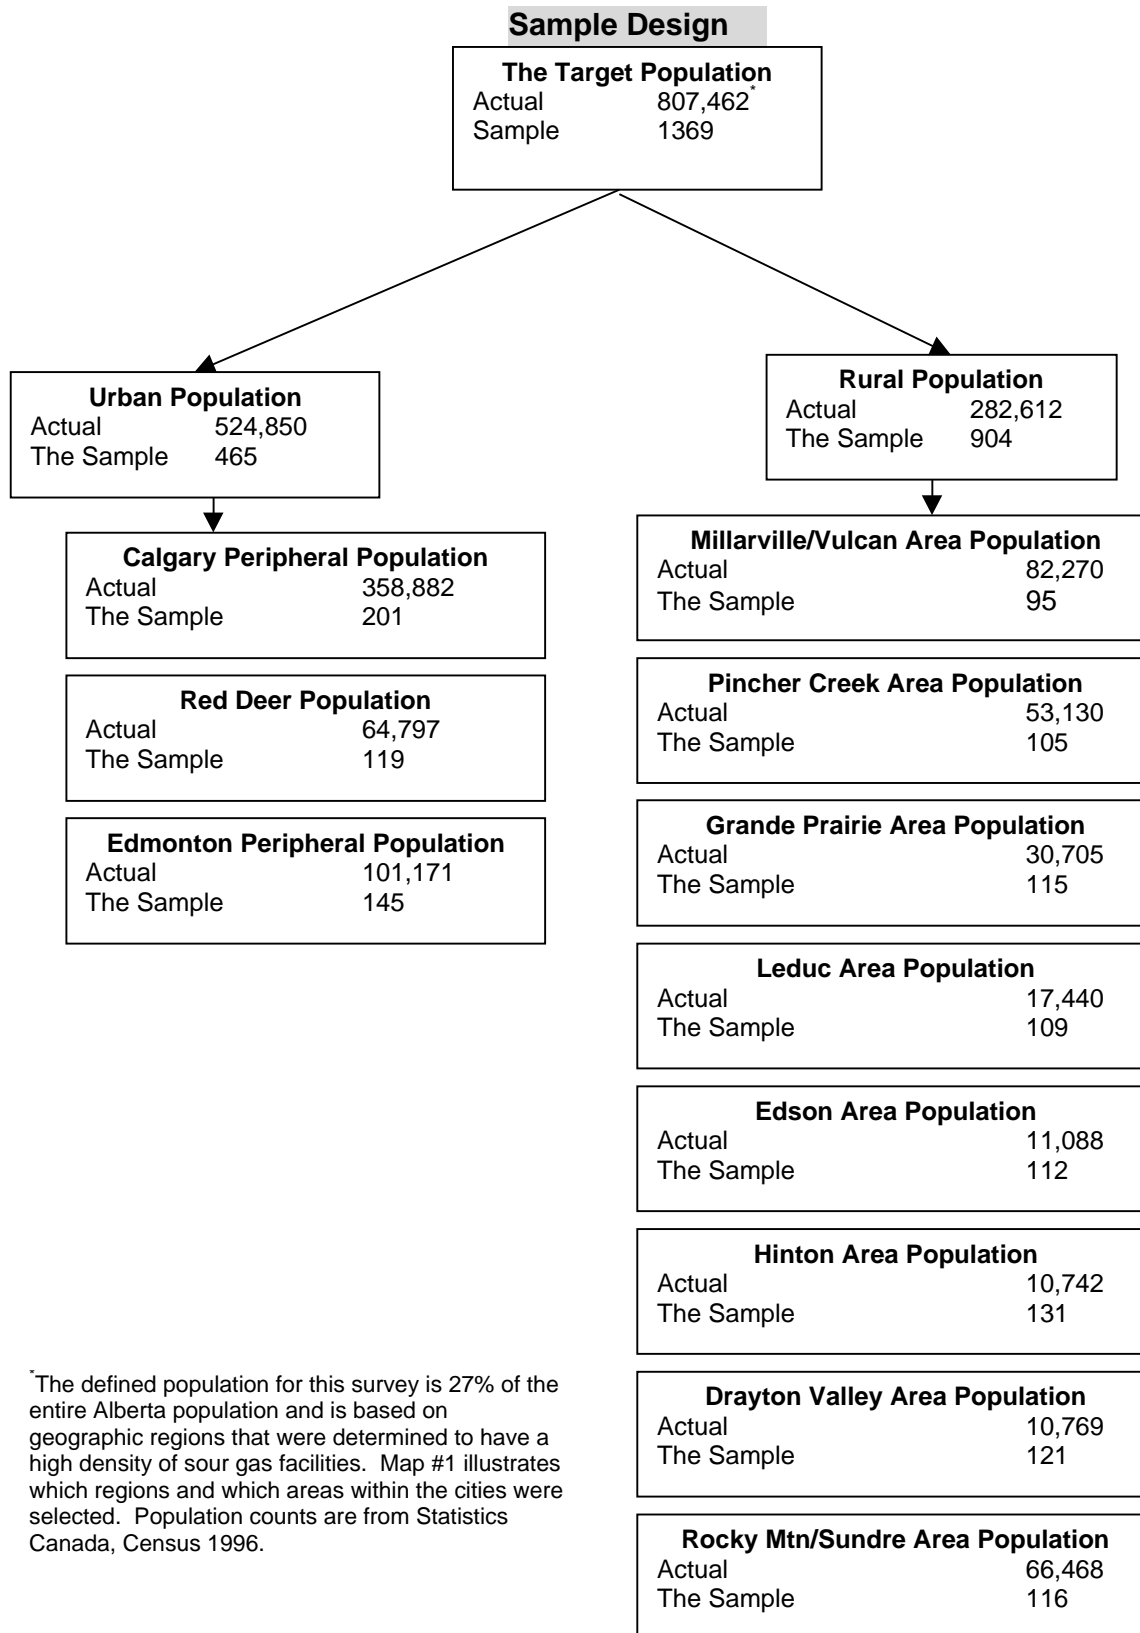 Sample Design
The Target Population
Actual 807,462*
Sample 1369
Urban Population
Actual 524,850
The Sample 465
Rural Population
Actual 282,612
The Sample 904
Calgary Peripheral Population
Actual 358,882
The Sample 201
Red Deer Population
Actual 64,797
The Sample 119
Edmonton Peripheral Population
Actual 101,171
The Sample 145
Millarville/Vulcan Area Population
Actual 82,270
The Sample 95
Pincher Creek Area Population
Actual 53,130
The Sample 105
Grande Prairie Area Population
Actual 30,705
The Sample 115
Leduc Area Population
Actual 17,440
The Sample 109
Edson Area Population
Actual 11,088
The Sample 112
Hinton Area Population
Actual 10,742
The Sample 131
Drayton Valley Area Population
Actual 10,769
The Sample 121
Rocky Mtn/Sundre Area Population
Actual 66,468
The Sample 116
*The defined population for this survey is 27% of the
entire Alberta population and is based on
geographic regions that were determined to have a
high density of sour gas facilities. Map #1 illustrates
which regions and which areas within the cities were
selected. Population counts are from Statistics
Canada, Census 1996.